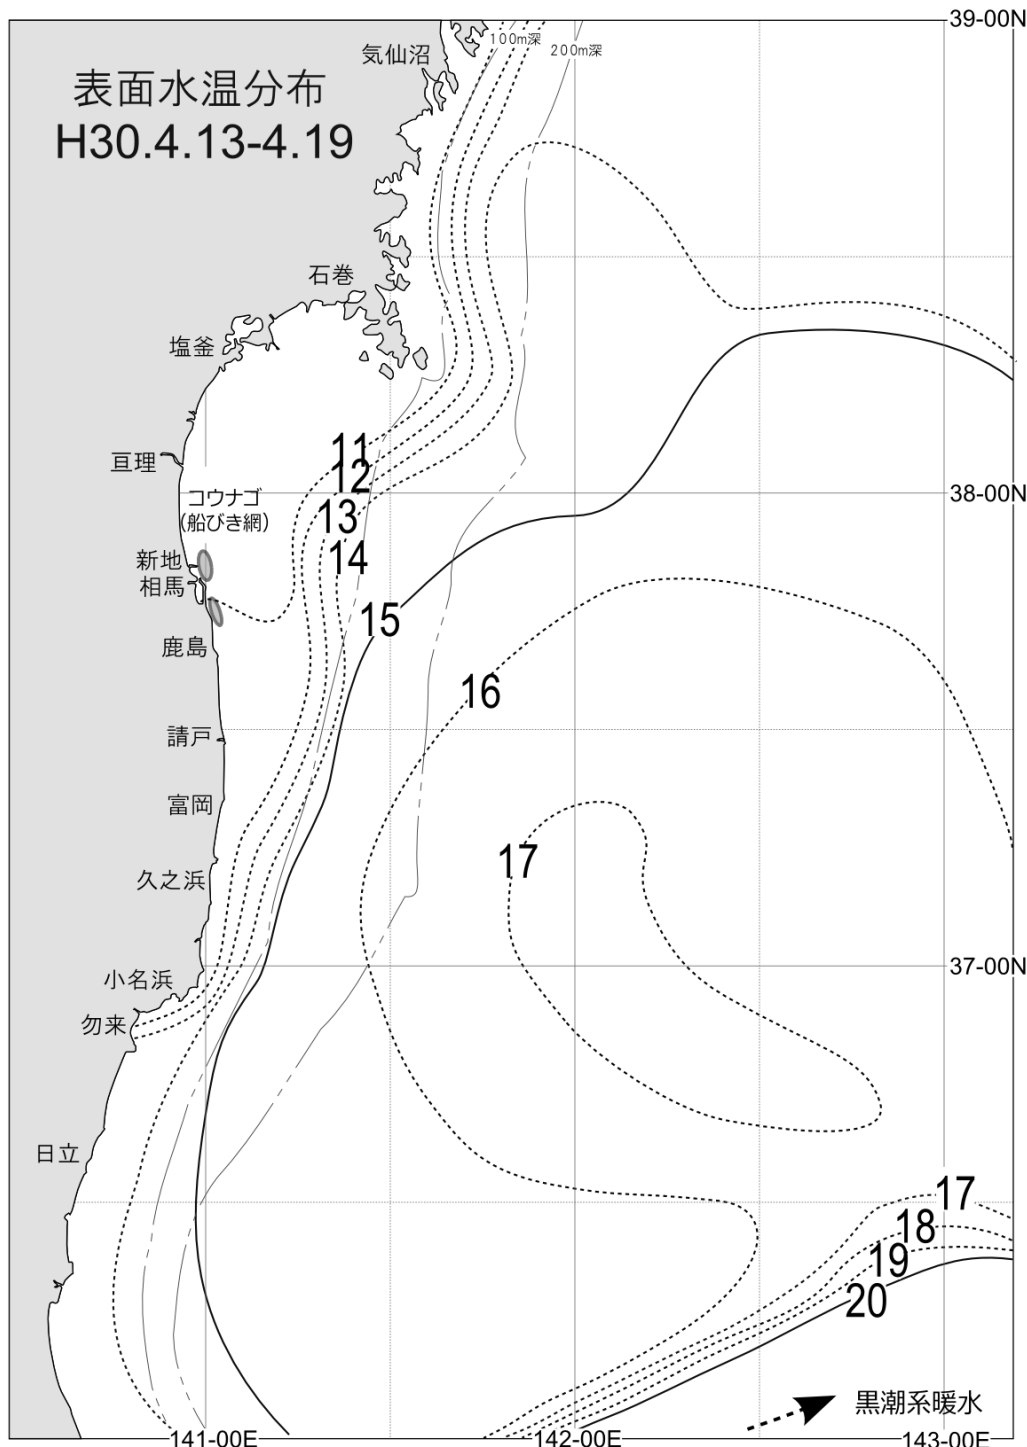 39-00N
100m深
200m深
気仙沼
表面水温分布
H30.4.13-4.19
石巻
塩釜
亘理
11
12
38-00N
コウナゴ
(船びき網)
13
新地
14
相馬
15
鹿島
16
請戸
富岡
17
久之浜
37-00N
小名浜
勿来
日立
17
18
19
20
黒潮系暖水
141-00E
142-00E
143-00E